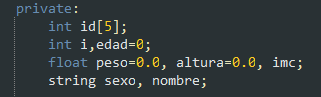 private:
int id[5];
int i,edad=0;
float peso=0.0, altura=0.0, imc;
string sexo, nombre;